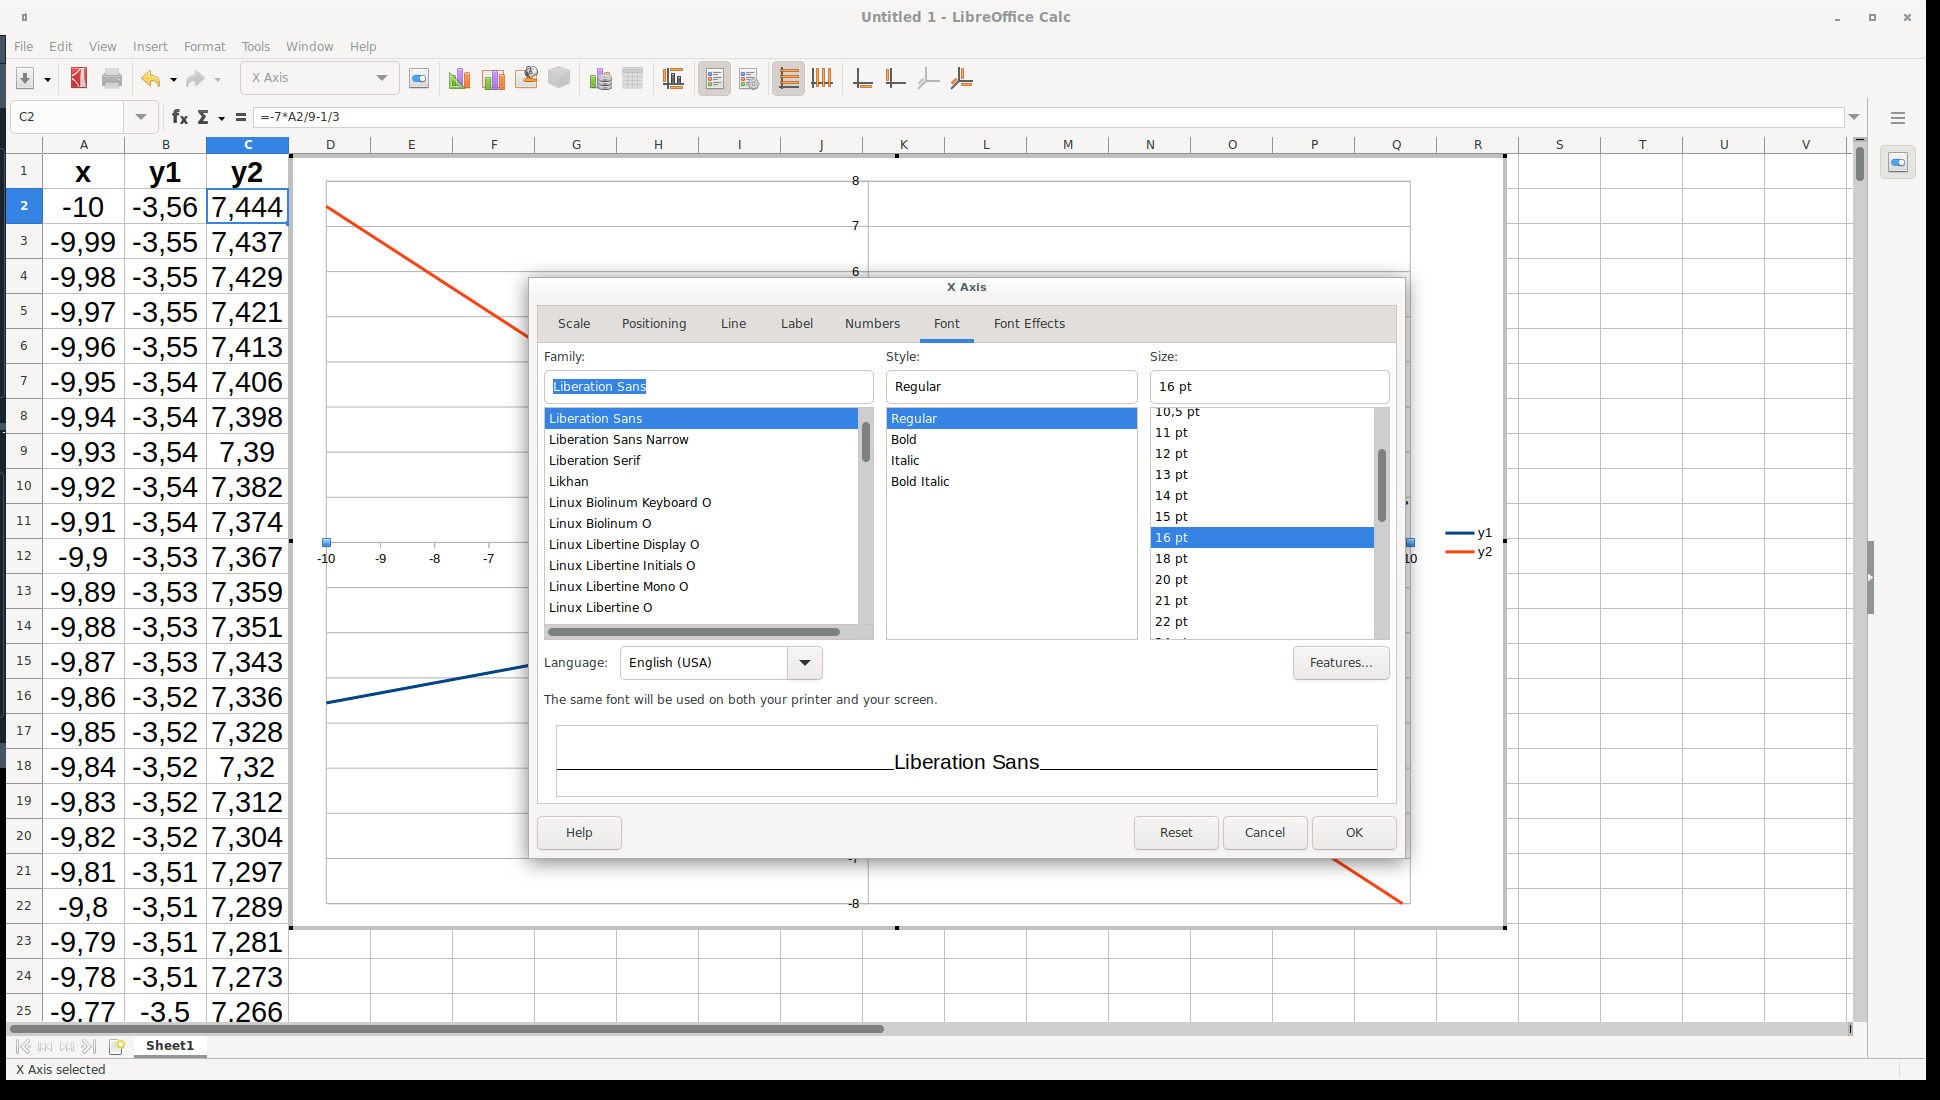 Untitled 1 - LibreOffice Calc
File Edit View Insert Format Tools Window Help
X Axis
C2 fx Σ = =-7*A2/9-1/3
A B C D E F G H I J K L M N O P Q R S T U V
1 x y1 y2
2 -10 -3,56 7,444
3 -9,99 -3,55 7,437
4 -9,98 -3,55 7,429
5 -9,97 -3,55 7,421
6 -9,96 -3,55 7,413
7 -9,95 -3,54 7,406
8 -9,94 -3,54 7,398
9 -9,93 -3,54 7,39
10 -9,92 -3,54 7,382
11 -9,91 -3,54 7,374
12 -9,9 -3,53 7,367
13 -9,89 -3,53 7,359
14 -9,88 -3,53 7,351
15 -9,87 -3,53 7,343
16 -9,86 -3,52 7,336
17 -9,85 -3,52 7,328
18 -9,84 -3,52 7,32
19 -9,83 -3,52 7,312
20 -9,82 -3,52 7,304
21 -9,81 -3,51 7,297
22 -9,8 -3,51 7,289
23 -9,79 -3,51 7,281
24 -9,78 -3,51 7,273
25 -9,77 -3,5 7,266
8
7
6
-10 -9 -8 -7 10
-7
-8
y1
y2
X Axis
Scale Positioning Line Label Numbers Font Font Effects
Family: Style: Size:
Liberation Sans Regular 16 pt
Liberation Sans
Liberation Sans Narrow
Liberation Serif
Likhan
Linux Biolinum Keyboard O
Linux Biolinum O
Linux Libertine Display O
Linux Libertine Initials O
Linux Libertine Mono O
Linux Libertine O
Regular
Bold
Italic
Bold Italic
10,5 pt
11 pt
12 pt
13 pt
14 pt
15 pt
16 pt
18 pt
20 pt
21 pt
22 pt
Language: English (USA) Features...
The same font will be used on both your printer and your screen.
Liberation Sans
Help Reset Cancel OK
Sheet1
X Axis selected